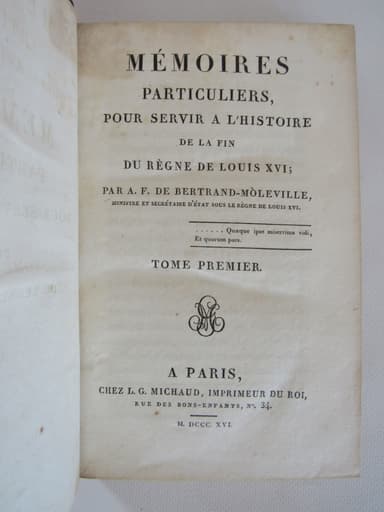 MÉMOIRES
PARTICULIERS,
POUR SERVIR A L'HISTOIRE
DE LA FIN
DU RÈGNE DE LOUIS XVI;
PAR A. F. DE BERTRAND-MOLEVILLE,
MINISTRE ET SECRÉTAIRE D'ÉTAT SOUS LE RÈGNE DE LOUIS XVI.
...... Quæque ipse miserrima vidi,
Et quorum pars.
TOME PREMIER.
A PARIS,
CHEZ L. G. MICHAUD, IMPRIMEUR DU ROI,
RUE DES BONS-ENFANTS, Nº. 34.
M. DCCC. XVI.